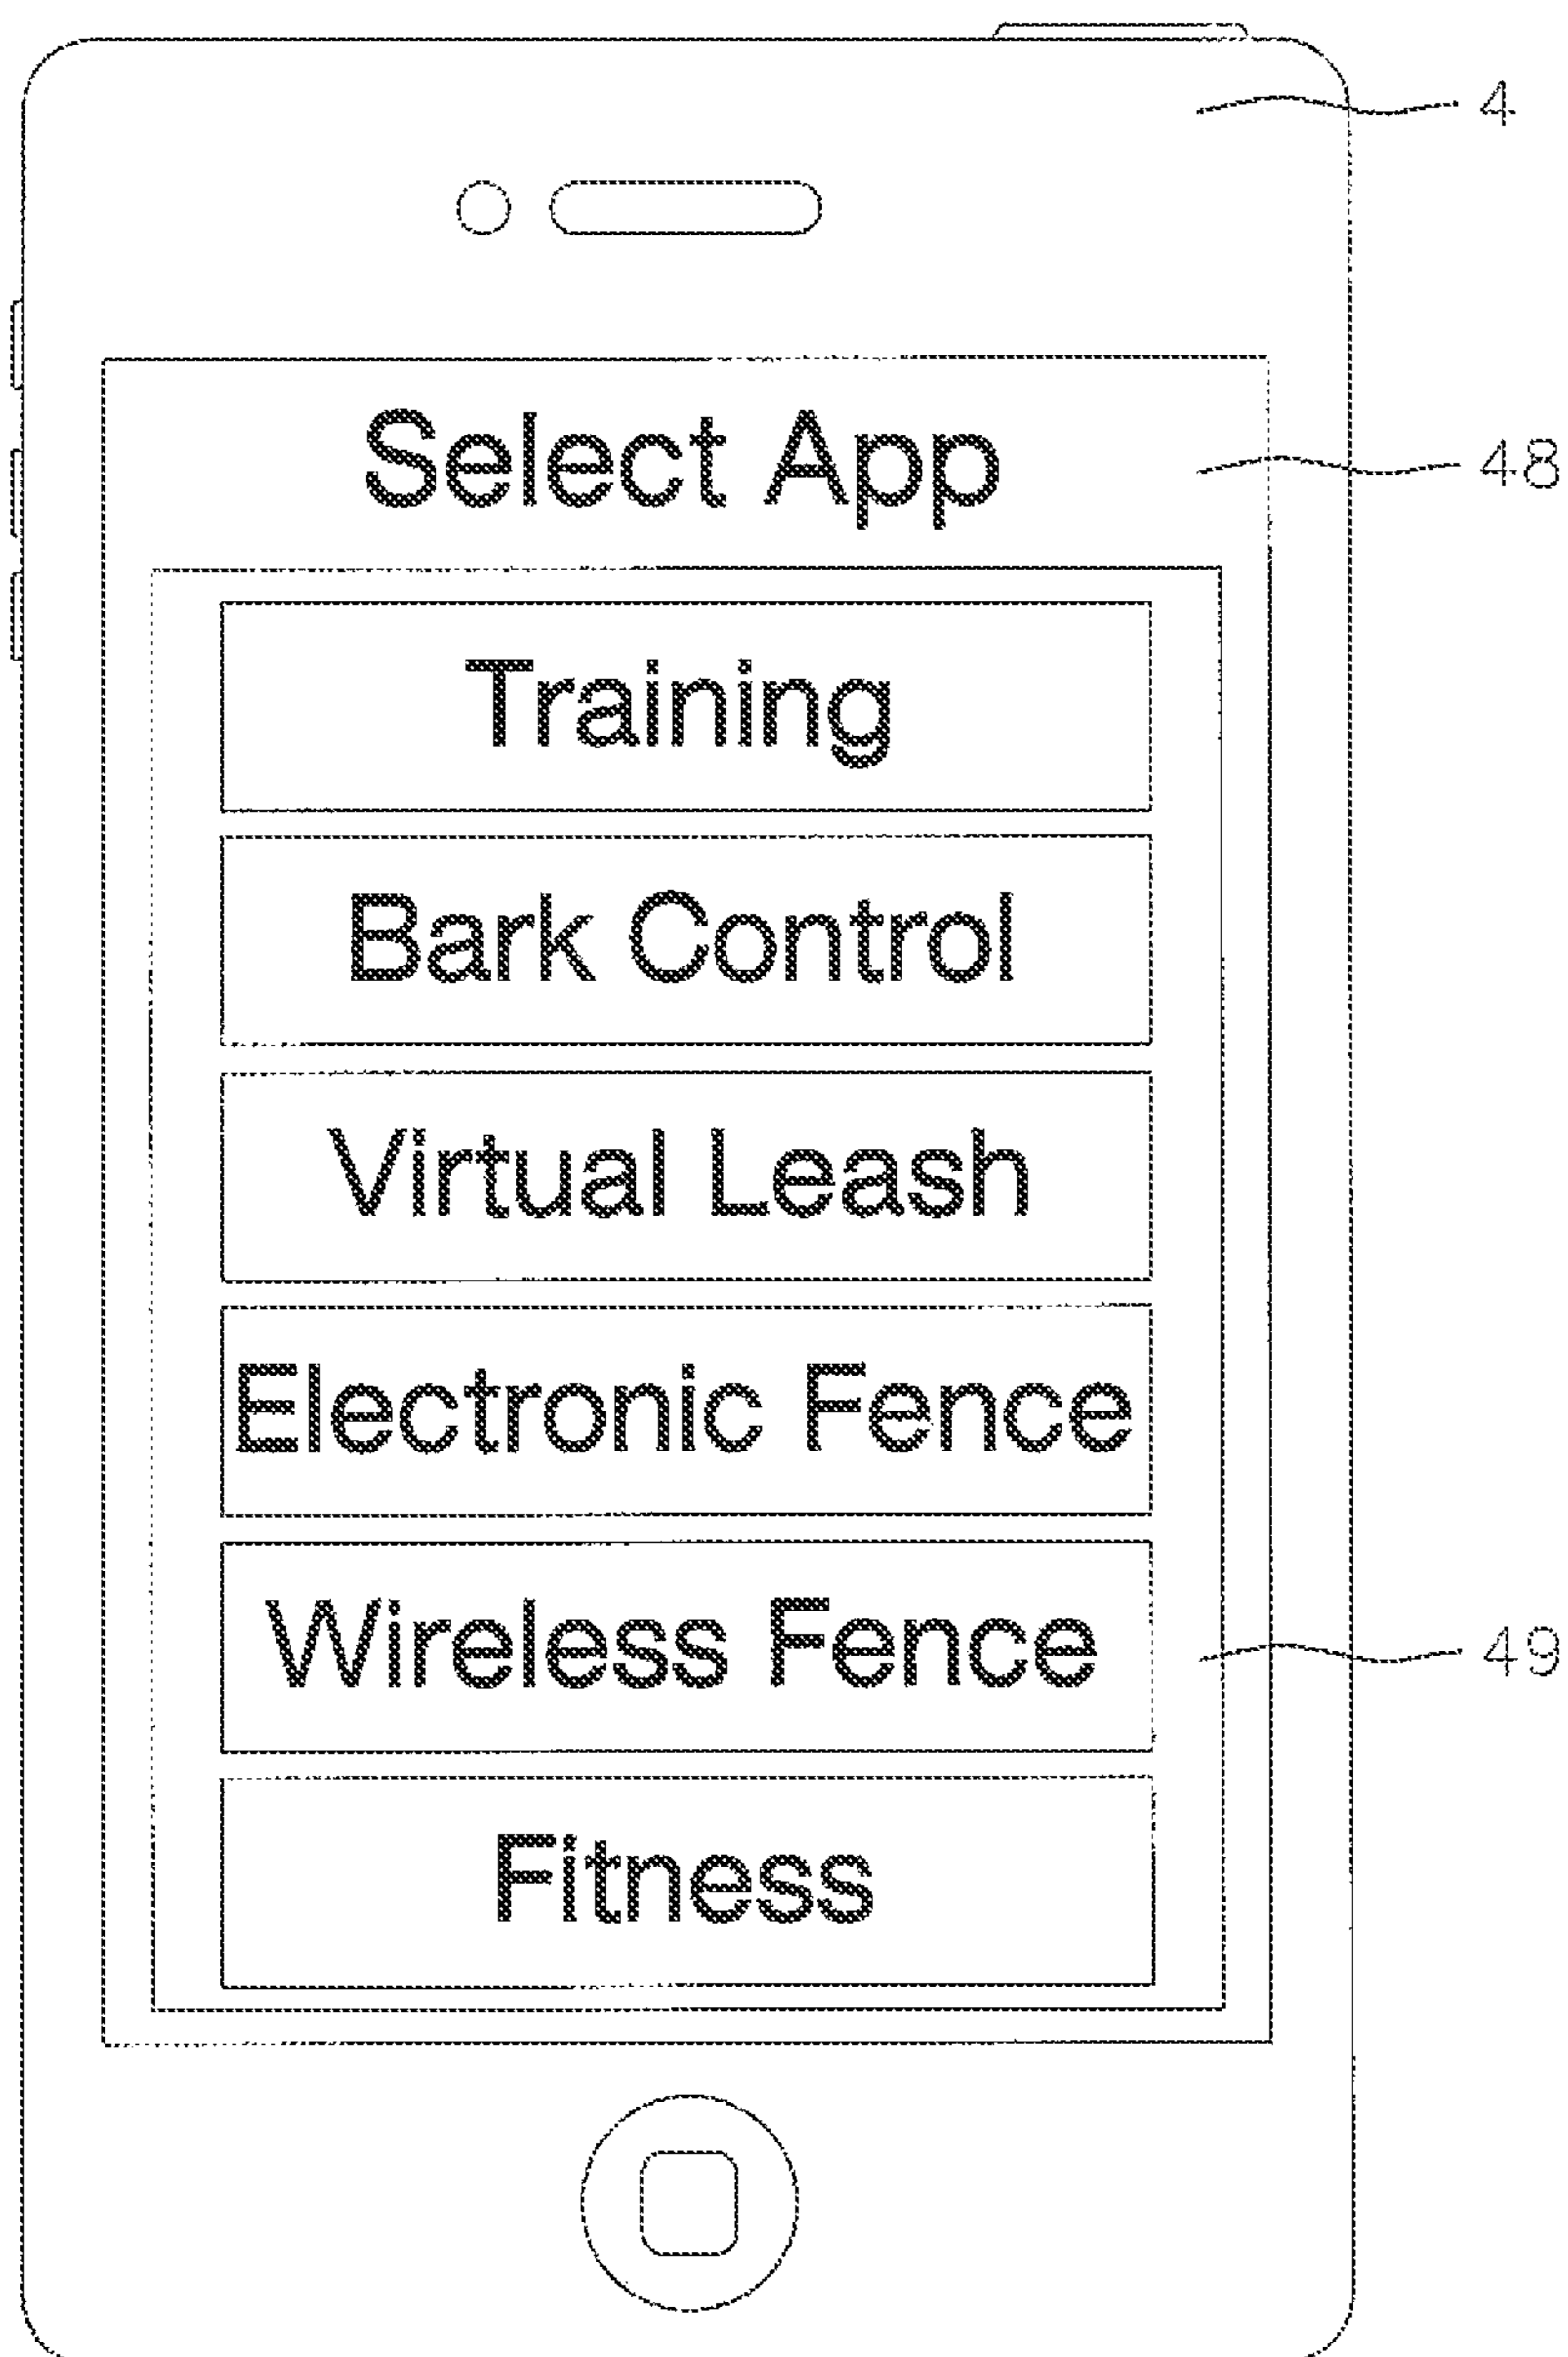 4
Select App
48
Training
Bark Control
Virtual Leash
Electronic Fence
Wireless Fence
49
Fitness